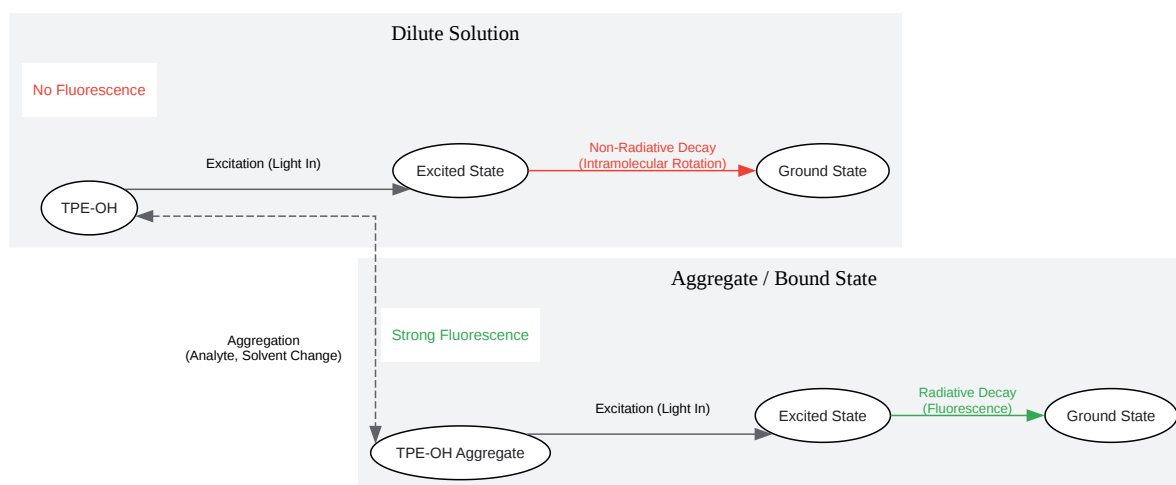 Dilute Solution
No Fluorescence
Excitation (Light In)
TPE-OH
Excited State
Non-Radiative Decay
(Intramolecular Rotation)
Ground State
Aggregation
(Analyte, Solvent Change)
Aggregate / Bound State
Strong Fluorescence
TPE-OH Aggregate
Excitation (Light In)
Excited State
Radiative Decay
(Fluorescence)
Ground State